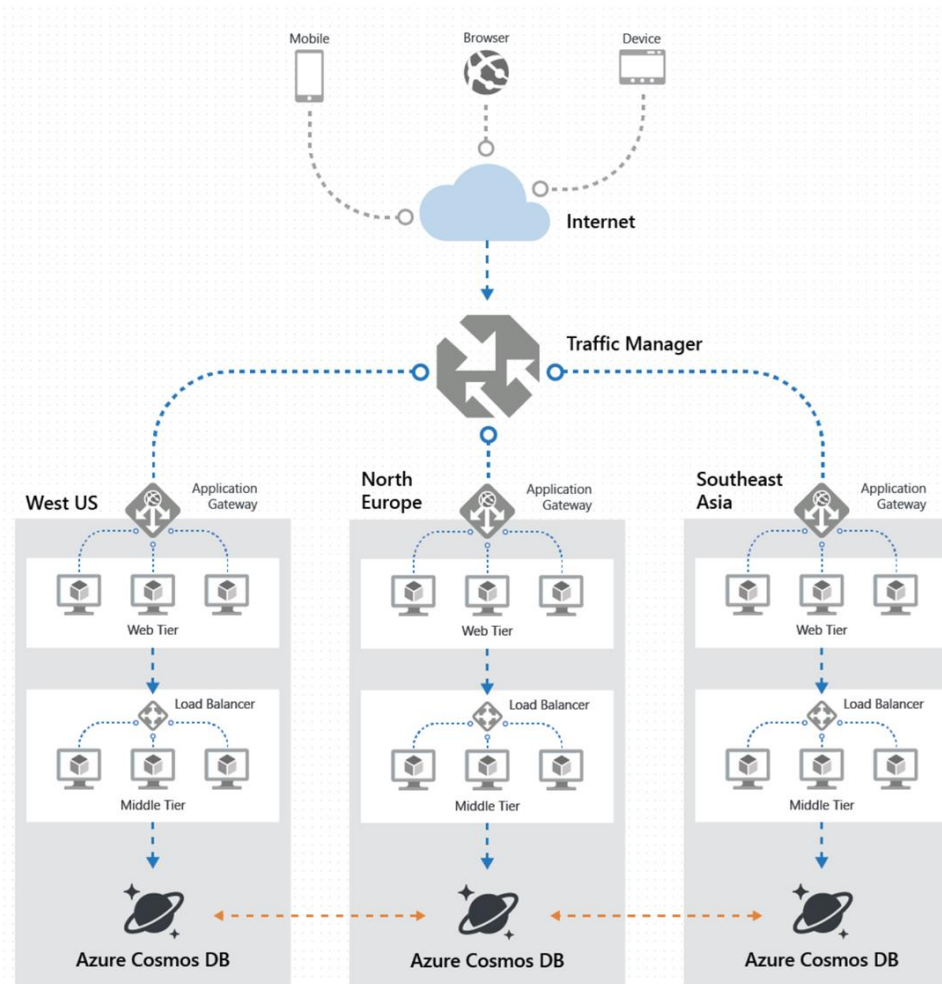 Mobile
Browser
Device
Internet
Traffic Manager
West US
Application
Gateway
North
Europe
Application
Gateway
Southeast
Asia
Application
Gateway
Web Tier
Web Tier
Web Tier
Load Balancer
Load Balancer
Load Balancer
Middle Tier
Middle Tier
Middle Tier
Azure Cosmos DB
Azure Cosmos DB
Azure Cosmos DB